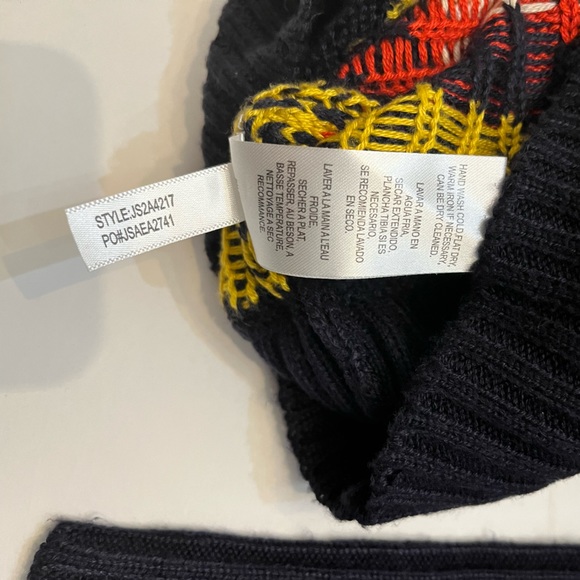 STYLE:JS2A4217
PO#JSAEA2741
HAND WASH COLD FLAT DRY,
WARM IRON IF NECESSARY,
CAN BE DRY CLEANED.
LAVAR A MANO EN
AGUA FRIA,
SECAR EXTENDIDO,
PLANCHA TIBIA SI ES
NECESARIO,
SE RECOMIENDA LAVADO
EN SECO.
LAVER A LA MAIN A L'EAU
FROIDE,
SECHER A PLAT,
REPASSER, AU BESOIN, A
BASSE TEMPERATURE,
NETTOYAGE A SEC
RECOMMANDE.